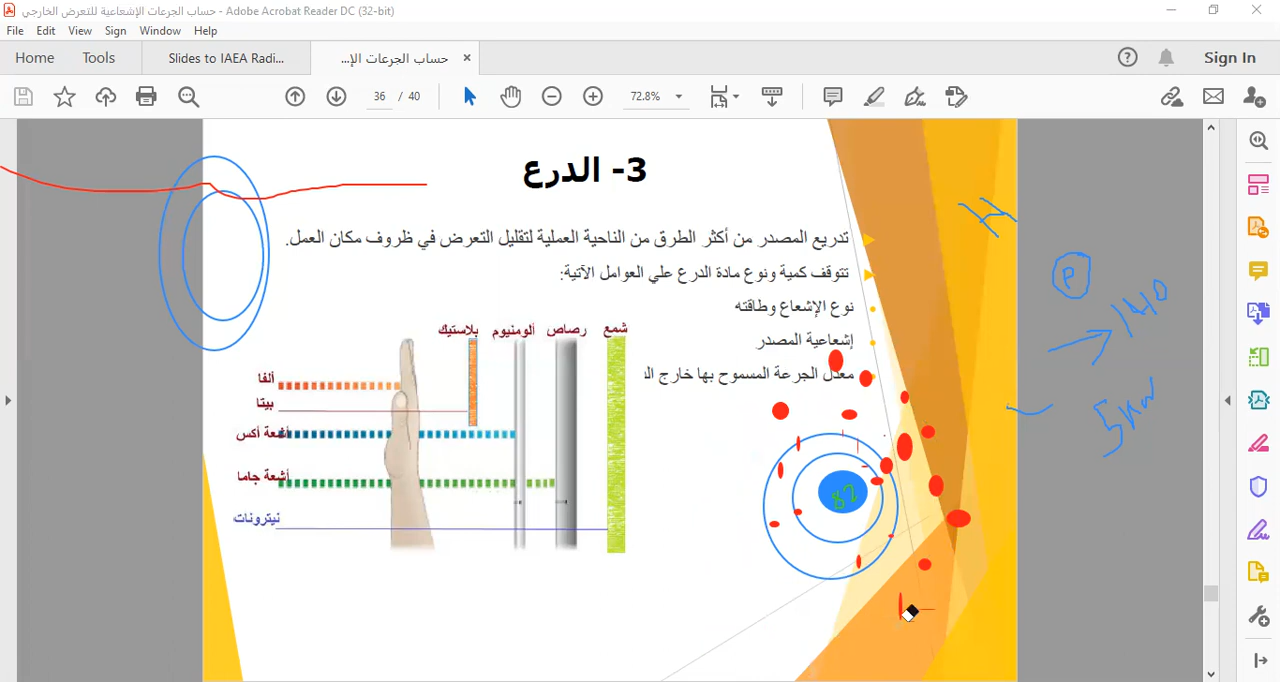 حساب الجرعات الإشعاعية للتعرض الخارجي - Adobe Acrobat Reader DC (32-bit)
File Edit View Sign Window Help
Home Tools Slides to IAEA Radi... حساب الجرعات الإ... × Sign In
36 / 40 72.8%
3- الدرع
تدريع المصدر من أكثر الطرق من الناحية العملية لتقليل التعرض في ظروف مكان العمل.
تتوقف كمية ونوع مادة الدرع علي العوامل الآتية:
نوع الإشعاع وطاقته
إشعاعية المصدر
معدل الجرعة المسموح بها خارج ال
شمع رصاص ألومنيوم بلاستيك
ألفا
بيتا
أشعة أكس
أشعة جاما
نيترونات
P
140
82